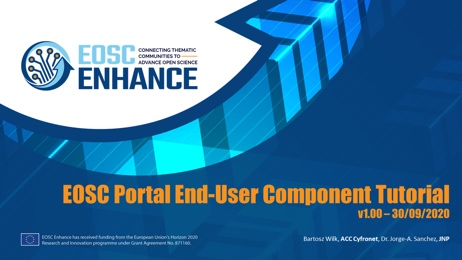 EOSC
ENHANCE
CONNECTING THEMATIC
COMMUNITIES TO
ADVANCE OPEN SCIENCE
EOSC Portal End-User Component Tutorial
v1.00 – 30/09/2020
EOSC Enhance has received funding from the European Union's Horizon 2020
Research and Innovation programme under Grant Agreement No. 871160.
Bartosz Wilk, ACC Cyfronet, Dr. Jorge-A. Sanchez, JNP